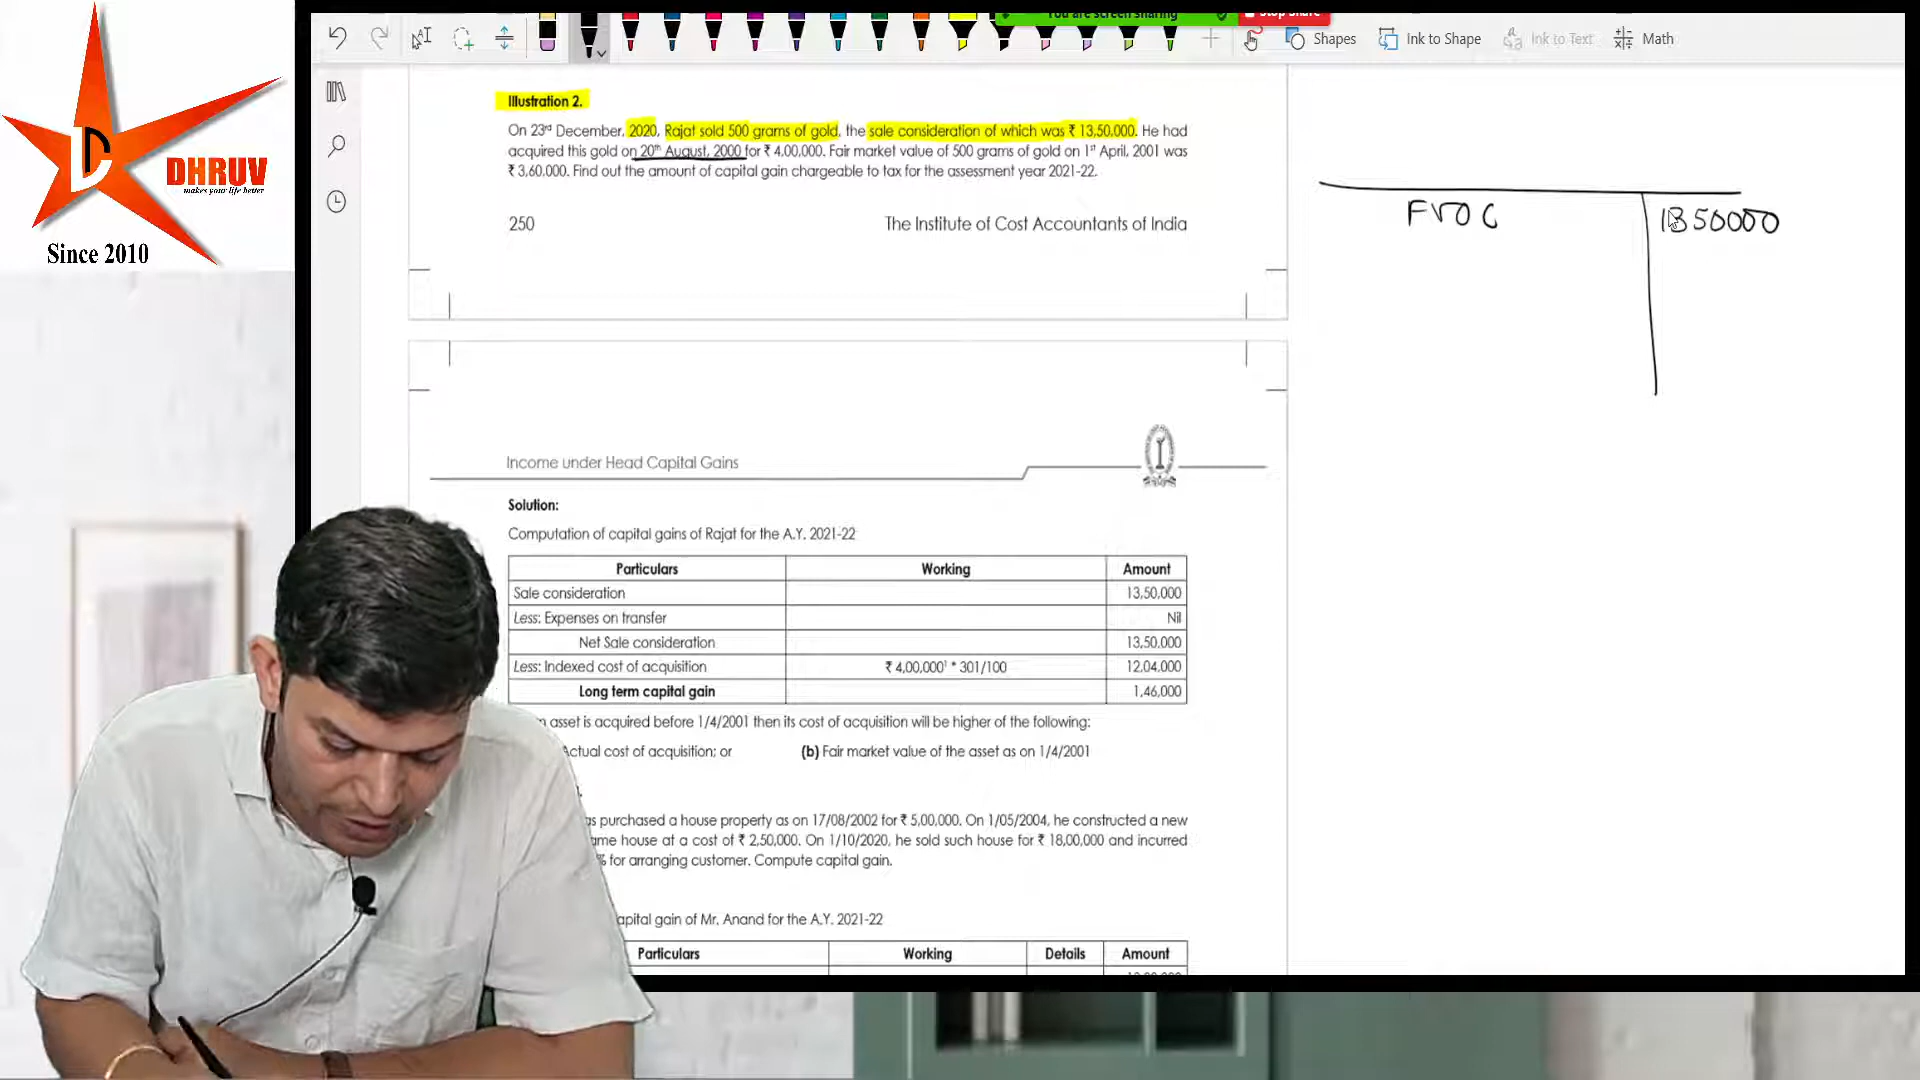 You are screen sharing
Stop Share
Shapes
Ink to Shape
Ink to Text
Math
DC
DHRUV
makes your life better
Since 2010
Illustration 2.
On 23rd December, 2020, Rajat sold 500 grams of gold, the sale consideration of which was ₹ 13,50,000. He had
acquired this gold on 20th August, 2000 for ₹ 4,00,000. Fair market value of 500 grams of gold on 1st April, 2001 was
₹ 3,60,000. Find out the amount of capital gain chargeable to tax for the assessment year 2021-22.
250 The Institute of Cost Accountants of India
FVOC 1350000
Income under Head Capital Gains
Solution:
Computation of capital gains of Rajat for the A.Y. 2021-22
Particulars Working Amount
Sale consideration 13,50,000
Less: Expenses on transfer Nil
Net Sale consideration 13,50,000
Less: Indexed cost of acquisition ₹ 4,00,000¹ * 301/100 12,04,000
Long term capital gain 1,46,000
asset is acquired before 1/4/2001 then its cost of acquisition will be higher of the following:
Actual cost of acquisition; or (b) Fair market value of the asset as on 1/4/2001
purchased a house property as on 17/08/2002 for ₹ 5,00,000. On 1/05/2004, he constructed a new
ame house at a cost of ₹ 2,50,000. On 1/10/2020, he sold such house for ₹ 18,00,000 and incurred
% for arranging customer. Compute capital gain.
apital gain of Mr. Anand for the A.Y. 2021-22
Particulars Working Details Amount